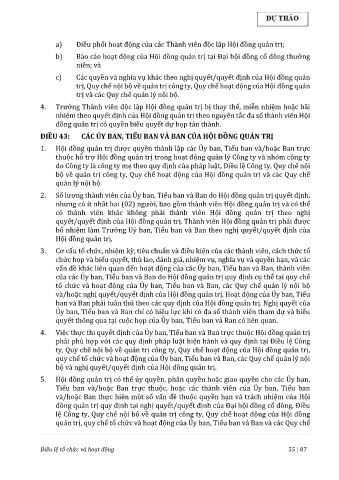 DỰ THẢO
a) Điều phối hoạt động của các Thành viên độc lập Hội đồng quản trị;
b) Báo cáo hoạt động của Hội đồng quản trị tại Đại hội đồng cổ đông thường
niên; và
c) Các quyền và nghĩa vụ khác theo nghị quyết/quyết định của Hội đồng quản
trị, Quy chế nội bộ về quản trị công ty, Quy chế hoạt động của Hội đồng quản
trị và các Quy chế quản lý nội bộ.
4. Trưởng Thành viên độc lập Hội đồng quản trị bị thay thế, miễn nhiệm hoặc bãi
nhiệm theo quyết định của Hội đồng quản trị theo nguyên tắc đa số thành viên Hội
đồng quản trị có quyền biểu quyết dự họp tán thành.
ĐIỀU 43: CÁC ỦY BAN, TIỂU BAN VÀ BAN CỦA HỘI ĐỒNG QUẢN TRỊ
1. Hội đồng quản trị được quyền thành lập các Ủy ban, Tiểu ban và/hoặc Ban trực
thuộc hỗ trợ Hội đồng quản trị trong hoạt động quản lý Công ty và nhóm công ty
do Công ty là công ty mẹ theo quy định của pháp luật, Điều lệ Công ty, Quy chế nội
bộ về quản trị công ty, Quy chế hoạt động của Hội đồng quản trị và các Quy chế
quản lý nội bộ.
2. Số lượng thành viên của Ủy ban, Tiểu ban và Ban do Hội đồng quản trị quyết định,
nhưng có ít nhất hai (02) người, bao gồm thành viên Hội đồng quản trị và có thể
có thành viên khác không phải thành viên Hội đồng quản trị theo nghị
quyết/quyết định của Hội đồng quản trị. Thành viên Hội đồng quản trị phải được
bổ nhiệm làm Trưởng Uỷ ban, Tiểu ban và Ban theo nghị quyết/quyết định của
Hội đồng quản trị.
3. Cơ cấu tổ chức, nhiệm kỳ, tiêu chuẩn và điều kiện của các thành viên, cách thức tổ
chức họp và biểu quyết, thù lao, đánh giá, nhiệm vụ, nghĩa vụ và quyền hạn, và các
vấn đề khác liên quan đến hoạt động của các Ủy ban, Tiểu ban và Ban, thành viên
của các Ủy ban, Tiểu ban và Ban do Hội đồng quản trị quy định cụ thể tại quy chế
tổ chức và hoạt động của Ủy ban, Tiểu ban và Ban, các Quy chế quản lý nội bộ
và/hoặc nghị quyết/quyết định của Hội đồng quản trị. Hoạt động của Ủy ban, Tiểu
ban và Ban phải tuân thủ theo các quy định của Hội đồng quản trị. Nghị quyết của
Ủy ban, Tiểu ban và Ban chỉ có hiệu lực khi có đa số thành viên tham dự và biểu
quyết thông qua tại cuộc họp của Ủy ban, Tiểu ban và Ban có liên quan.
4. Việc thực thi quyết định của Ủy ban, Tiểu ban và Ban trực thuộc Hội đồng quản trị
phải phù hợp với các quy định pháp luật hiện hành và quy định tại Điều lệ Công
ty, Quy chế nội bộ về quản trị công ty, Quy chế hoạt động của Hội đồng quản trị,
quy chế tổ chức và hoạt động của Ủy ban, Tiểu ban và Ban, các Quy chế quản lý nội
bộ và nghị quyết/quyết định của Hội đồng quản trị.
5. Hội đồng quản trị có thể ủy quyền, phân quyền hoặc giao quyền cho các Ủy ban,
Tiểu ban và/hoặc Ban trực thuộc, hoặc các thành viên của Ủy ban, Tiểu ban
và/hoặc Ban thực hiện một số vấn đề thuộc quyền hạn và trách nhiệm của Hội
đồng quản trị quy định tại nghị quyết/quyết định của Đại hội đồng cổ đông, Điều
lệ Công ty, Quy chế nội bộ về quản trị công ty, Quy chế hoạt động của Hội đồng
quản trị, quy chế tổ chức và hoạt động của Ủy ban, Tiểu ban và Ban và các Quy chế
Điều lệ tổ chức và hoạt động 55 | 87